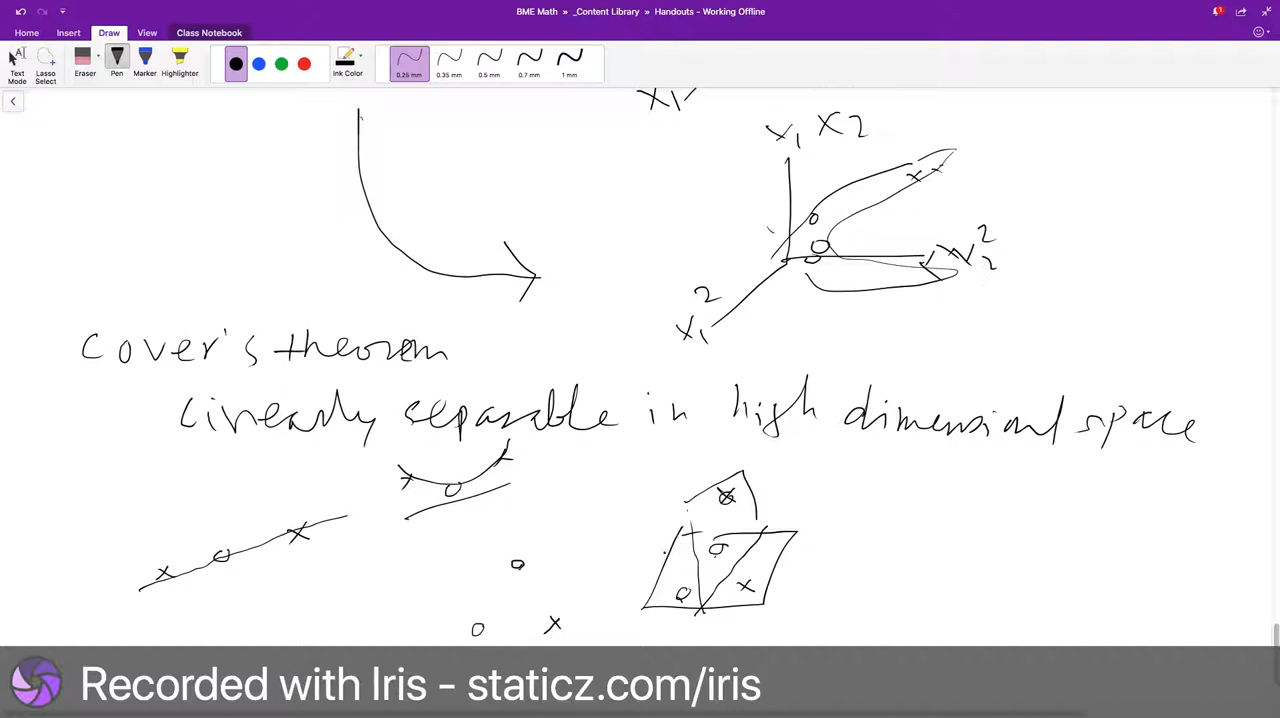 BME Math » _Content Library » Handouts - Working Offline
Home Insert Draw View Class Notebook
Text Mode Lasso Select Eraser Pen Marker Highlighter Ink Color 0.25 mm 0.35 mm 0.5 mm 0.7 mm 1 mm
X1
X1 X2
X2²
X1²
Cover's theorem
Linearly separable in high dimensional space
Recorded with Iris - staticz.com/iris